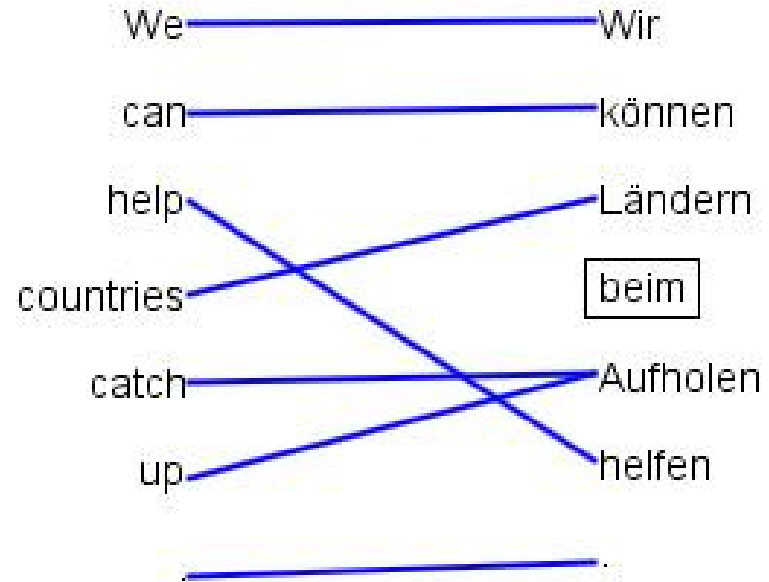 We Wir
can können
help Ländern
countries beim
catch Aufholen
up helfen
. .